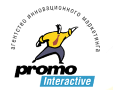 агентство инновационного маркетинга
promo
Interactive